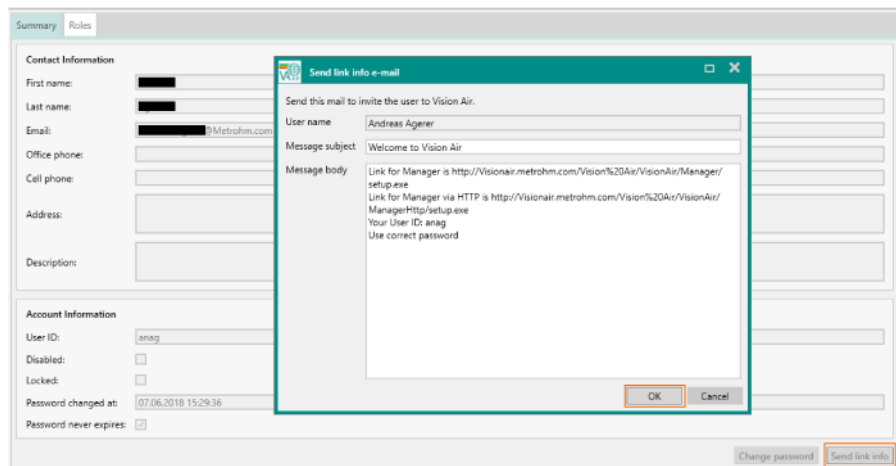 Summary Roles
Contact Information
First name:
Last name:
Email: @Metrohm.com
Office phone:
Cell phone:
Address:
Description:
Account Information
User ID: anag
Disabled:
Locked:
Password changed at: 07.06.2018 15:29:36
Password never expires:
Change password Send link info
Send link info e-mail
Send this mail to invite the user to Vision Air.
User name Andreas Agerer
Message subject Welcome to Vision Air
Message body Link for Manager is http://Visionair.metrohm.com/Vision%20Air/VisionAir/Manager/
setup.exe
Link for Manager via HTTP is http://Visionair.metrohm.com/Vision%20Air/VisionAir/
ManagerHttp/setup.exe
Your User ID: anag
Use correct password
OK Cancel